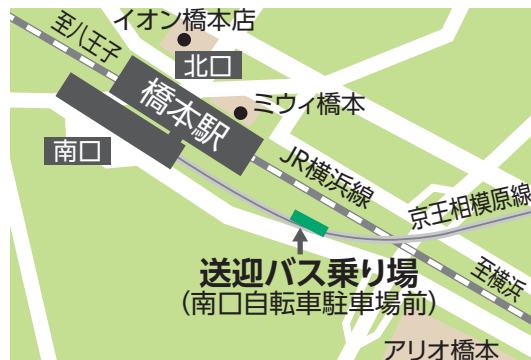 イオン橋本店
至八王子
北口
ミウィ橋本
橋本駅
南口
JR横浜線
京王相模原線
送迎バス乗り場
(南口自転車駐車場前)
至横浜
アリオ橋本